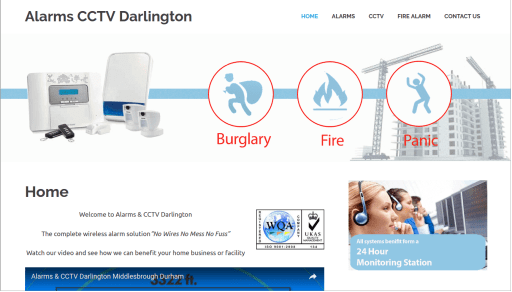 Alarms CCTV Darlington
HOME ALARMS CCTV FIRE ALARM CONTACT US
Burglary Fire Panic
Home
Welcome to Alarms & CCTV Darlington
The complete wireless alarm solution "No Wires No Mess No Fuss"
Watch our video and see how we can benefit your home business or facility
WQA
UKAS
ISO 9001:2008
Alarms & CCTV Darlington Middlesbrough Durham
All systems benefit form a
24 Hour
Monitoring Station